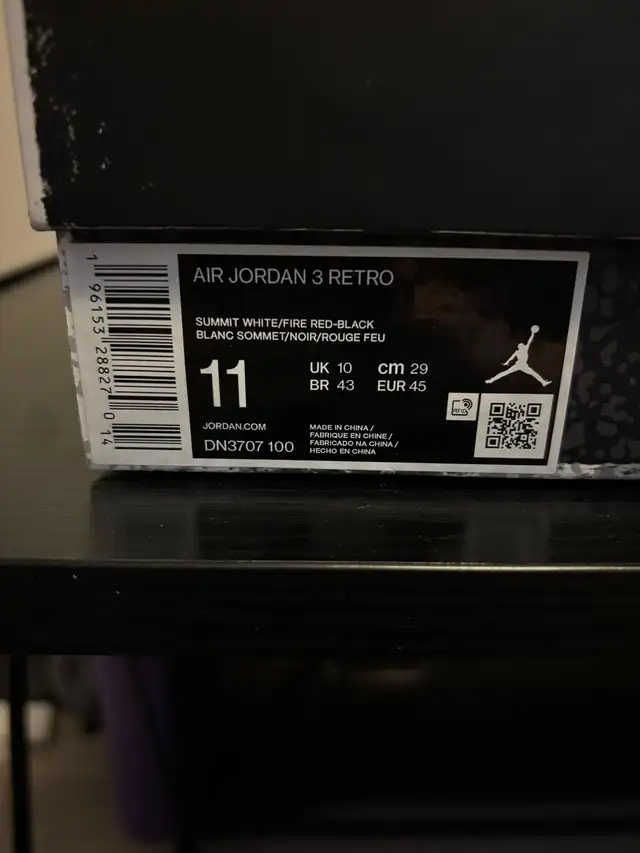 AIR JORDAN 3 RETRO
SUMMIT WHITE/FIRE RED-BLACK
BLANC SOMMET/NOIR/ROUGE FEU
11
UK 10 cm 29
BR 43 EUR 45
RFID
JORDAN.COM
DN3707 100
MADE IN CHINA /
FABRIQUE EN CHINE /
FABRICADO NA CHINA /
HECHO EN CHINA
1 96153 28827 0 14